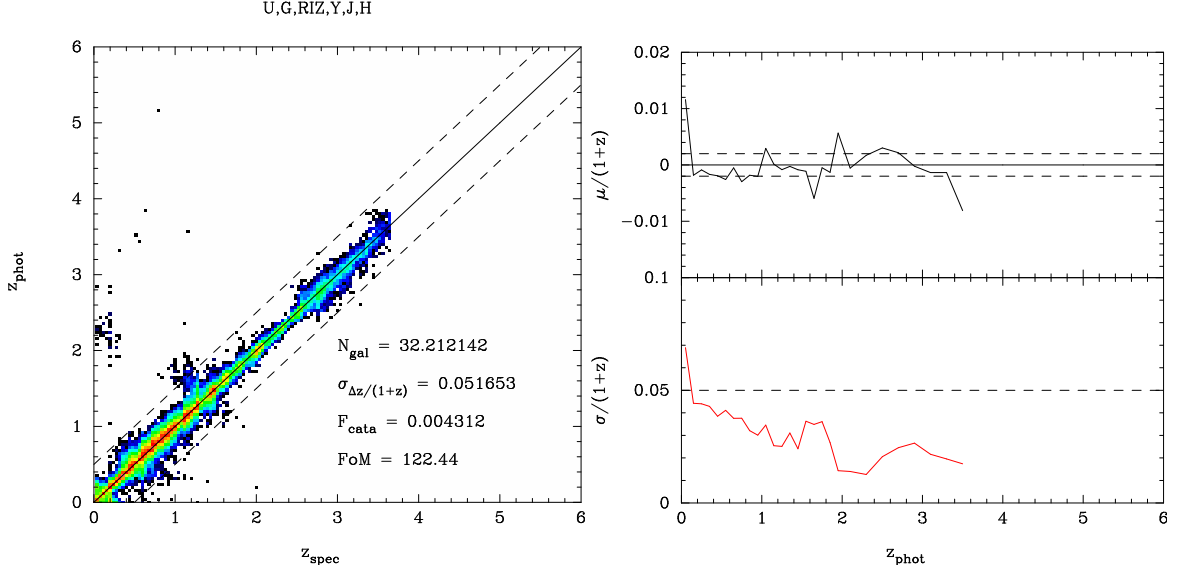 U,G,RIZ,Y,J,H
6
5
4
3
2
1
0
z_phot
N_gal = 32.212142
σ_Δz/(1+z) = 0.051653
F_cata = 0.004312
FoM = 122.44
0 1 2 3 4 5 6
z_spec
0.02
0.01
0
−0.01
μ/(1+z)
0.1
0.05
0
σ/(1+z)
0 1 2 3 4 5 6
z_phot